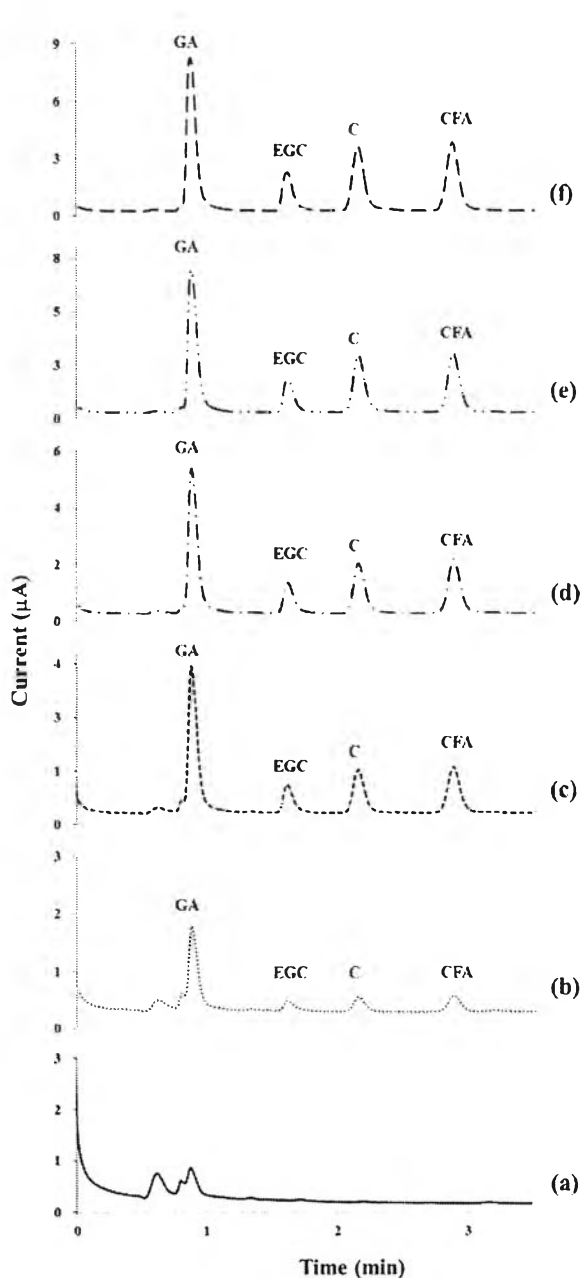 GA
9
EGC
C
CFA
6
3
0
(f)
GA
8
EGC
C
CFA
5
3
0
(e)
GA
6
EGC
C
CFA
4
2
0
(d)
GA
4
EGC
C
CFA
3
1
0
(c)
GA
3
EGC
C
CFA
2
1
0
(b)
3
2
1
0
(a)
0
1
2
3
Current (μA)
Time (min)